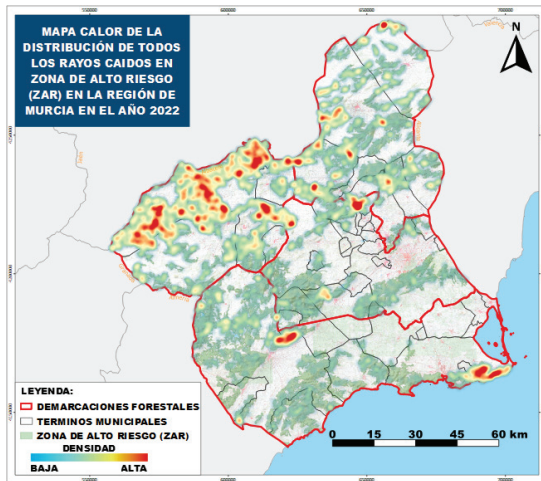 MAPA CALOR DE LA
DISTRIBUCIÓN DE TODOS
LOS RAYOS CAIDOS EN
ZONA DE ALTO RIESGO
(ZAR) EN LA REGIÓN DE
MURCIA EN EL AÑO 2022
N
LEYENDA:
DEMARCACIONES FORESTALES
TERMINOS MUNICIPALES
ZONA DE ALTO RIESGO (ZAR)
DENSIDAD
BAJA ALTA
0 15 30 45 60 km